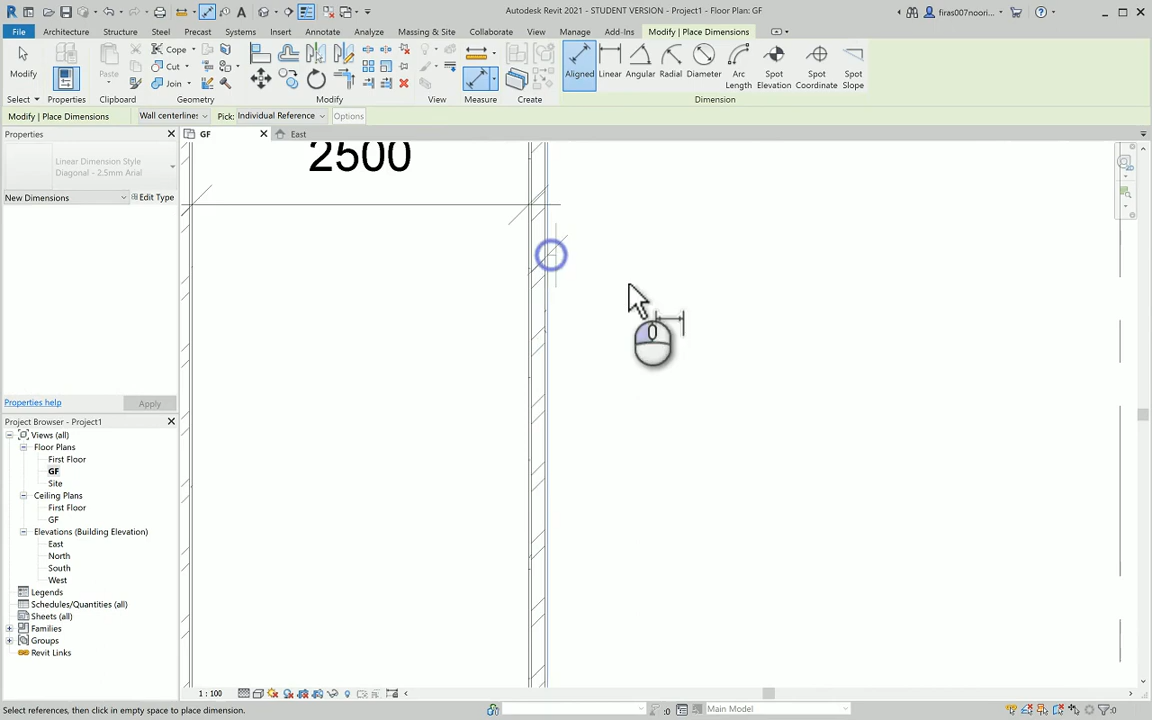 Autodesk Revit 2021 - STUDENT VERSION - Project1 - Floor Plan: GF
firas007noori...
File Architecture Structure Steel Precast Systems Insert Annotate Analyze Massing & Site Collaborate View Manage Add-Ins Modify | Place Dimensions
Modify
Paste
Cope
Cut
Join
Aligned Linear Angular Radial Diameter Arc Length Spot Elevation Spot Coordinate Spot Slope
Select Properties Clipboard Geometry Modify View Measure Create Dimension
Modify | Place Dimensions Wall centerlines Pick: Individual Reference Options
Properties
GF
East
Linear Dimension Style
Diagonal - 2.5mm Arial
New Dimensions
Edit Type
2500
Properties help
Apply
Project Browser - Project1
Views (all)
Floor Plans
First Floor
GF
Site
Ceiling Plans
First Floor
GF
Elevations (Building Elevation)
East
North
South
West
Legends
Schedules/Quantities (all)
Sheets (all)
Families
Groups
Revit Links
1 : 100
Select references, then click in empty space to place dimension.
:0
Main Model
:0